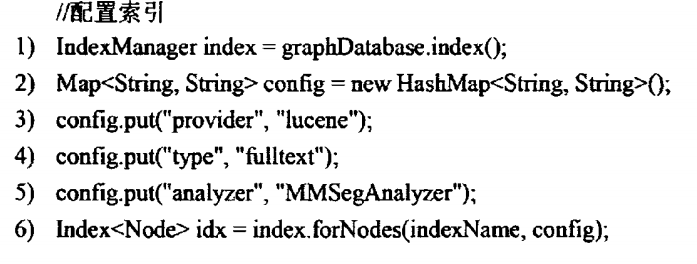 //配置索引
1) IndexManager index = graphDatabase.index();
2) Map<String, String> config = new HashMap<String, String>();
3) config.put("provider", "lucene");
4) config.put("type", "fulltext");
5) config.put("analyzer", "MMSegAnalyzer");
6) Index<Node> idx = index.forNodes(indexName, config);